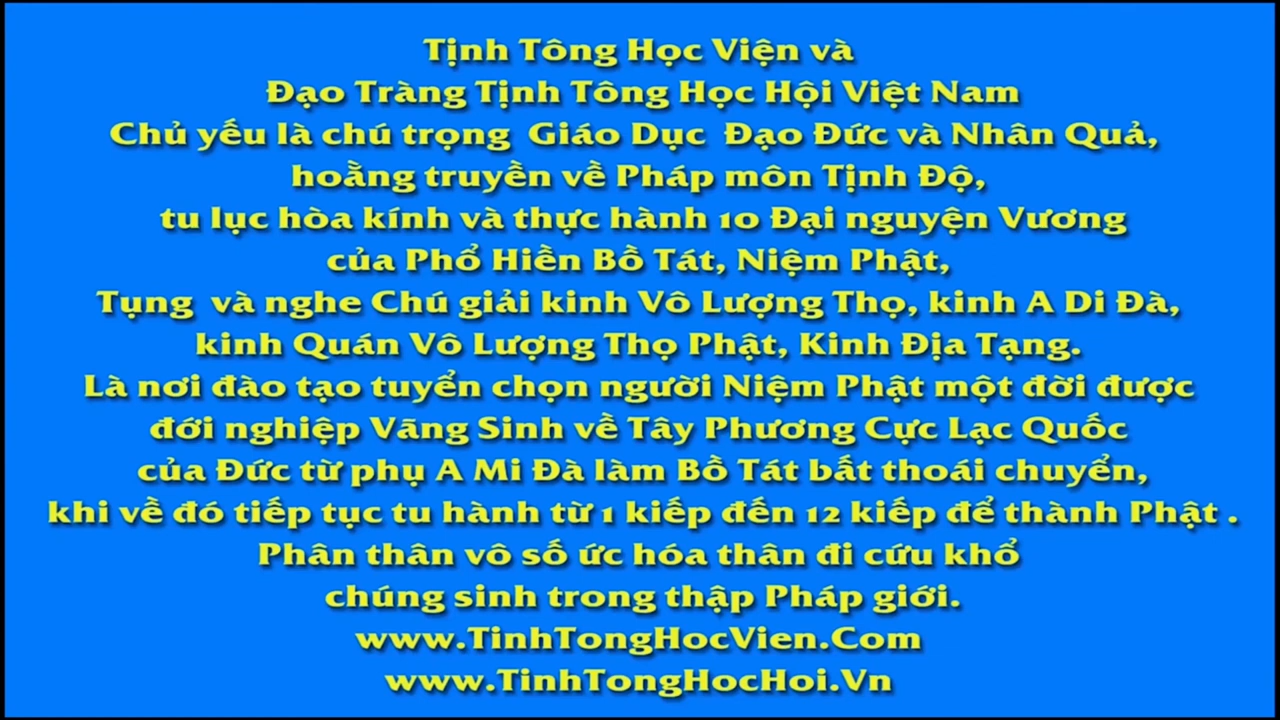 Tịnh Tông Học Viện và
Đạo Tràng Tịnh Tông Học Hội Việt Nam
Chủ yếu là chú trọng Giáo Dục Đạo Đức và Nhân Quả,
hoằng truyền về Pháp môn Tịnh Độ,
tu lục hòa kính và thực hành 10 Đại nguyện Vương
của Phổ Hiền Bồ Tát, Niệm Phật,
Tụng và nghe Chú giải kinh Vô Lượng Thọ, kinh A Di Đà,
kinh Quán Vô Lượng Thọ Phật, Kinh Địa Tạng.
Là nơi đào tạo tuyển chọn người Niệm Phật một đời được
đới nghiệp Vãng Sinh về Tây Phương Cực Lạc Quốc
của Đức từ phụ A Mi Đà làm Bồ Tát bất thoái chuyển,
khi về đó tiếp tục tu hành từ 1 kiếp đến 12 kiếp để thành Phật .
Phân thân vô số ức hóa thân đi cứu khổ
chúng sinh trong thập Pháp giới.
www.TinhTongHocVien.Com
www.TinhTongHocHoi.Vn